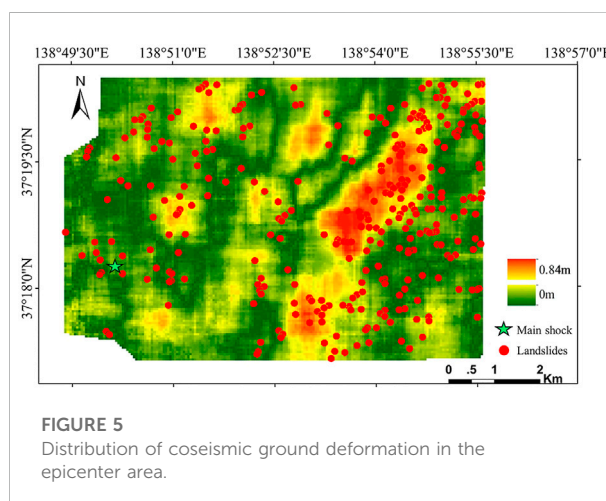 138°49'30"E 138°51'0"E 138°52'30"E 138°54'0"E 138°55'30"E 138°57'0"E
N
37°19'30"N
37°18'0"N
0.84m
0m
Main shock
Landslides
0 .5 1 2
Km
FIGURE 5
Distribution of coseismic ground deformation in the
epicenter area.